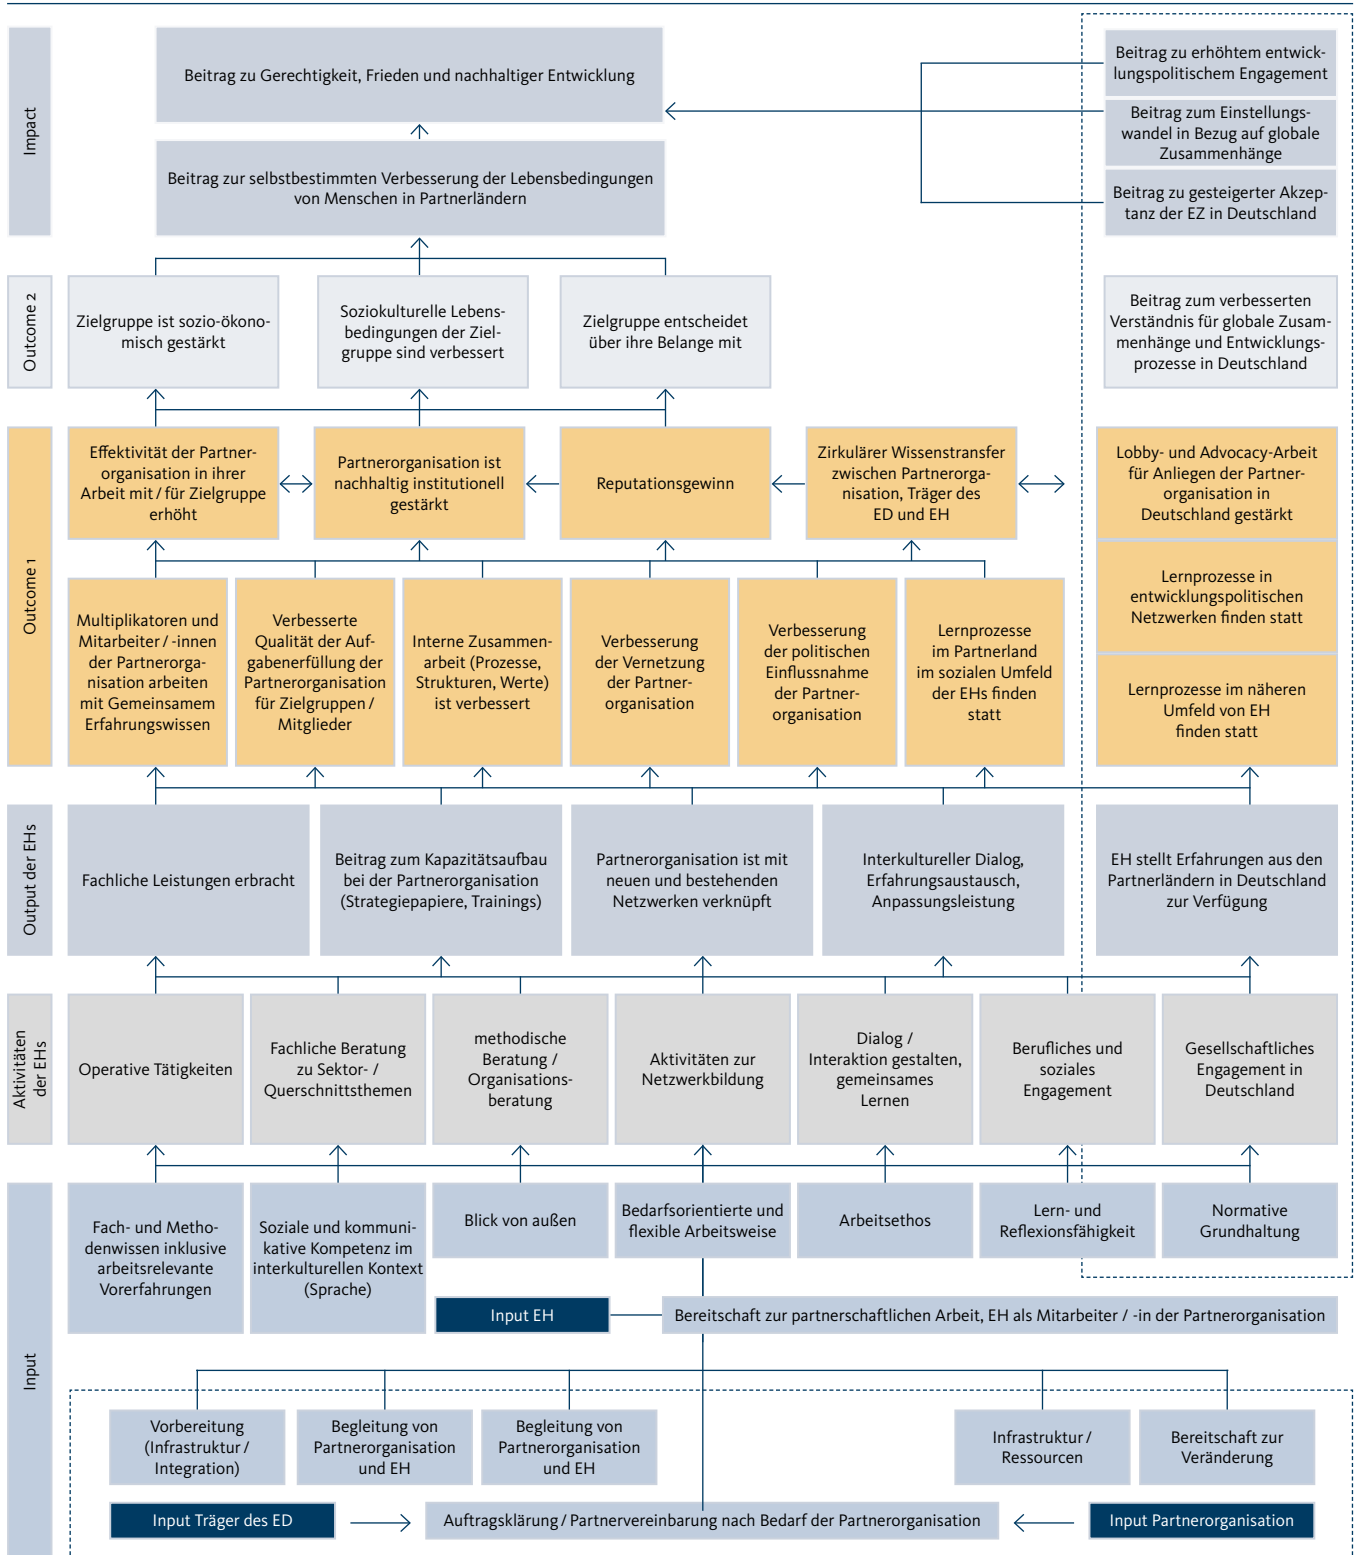 Impact
Beitrag zu Gerechtigkeit, Frieden und nachhaltiger Entwicklung
Beitrag zur selbstbestimmten Verbesserung der Lebensbedingungen
von Menschen in Partnerländern
Beitrag zu erhöhtem entwick-
lungspolitischem Engagement
Beitrag zum Einstellungs-
wandel in Bezug auf globale
Zusammenhänge
Beitrag zu gesteigerter Akzep-
tanz der EZ in Deutschland
Outcome 2
Zielgruppe ist sozio-ökono-
misch gestärkt
Soziokulturelle Lebens-
bedingungen der Ziel-
gruppe sind verbessert
Zielgruppe entscheidet
über ihre Belange mit
Beitrag zum verbesserten
Verständnis für globale Zusam-
menhänge und Entwicklungs-
prozesse in Deutschland
Outcome 1
Effektivität der Partner-
organisation in ihrer
Arbeit mit / für Zielgruppe
erhöht
Partnerorganisation ist
nachhaltig institutionell
gestärkt
Reputationsgewinn
Zirkulärer Wissenstransfer
zwischen Partnerorga-
nisation, Träger des
ED und EH
Lobby- und Advocacy-Arbeit
für Anliegen der Partner-
organisation in
Deutschland gestärkt
Lernprozesse in
entwicklungspolitischen
Netzwerken finden statt
Lernprozesse im näheren
Umfeld von EH
finden statt
Multiplikatoren und
Mitarbeiter / -innen
der Partnerorga-
nisation arbeiten
mit Gemeinsamem
Erfahrungswissen
Verbesserte
Qualität der Auf-
gabenerfüllung der
Partnerorganisation
für Zielgruppen /
Mitglieder
Interne Zusammen-
arbeit (Prozesse,
Strukturen, Werte)
ist verbessert
Verbesserung
der Vernetzung
der Partner-
organisation
Verbesserung
der politischen
Einflussnahme
der Partner-
organisation
Lernprozesse
im Partnerland
im sozialen Umfeld
der EHs finden
statt
Output der EHs
Fachliche Leistungen erbracht
Beitrag zum Kapazitätsaufbau
bei der Partnerorganisation
(Strategiepapiere, Trainings)
Partnerorganisation ist mit
neuen und bestehenden
Netzwerken verknüpft
Interkultureller Dialog,
Erfahrungsaustausch,
Anpassungsleistung
EH stellt Erfahrungen aus den
Partnerländern in Deutschland
zur Verfügung
Aktivitäten
der EHs
Operative Tätigkeiten
Fachliche Beratung
zu Sektor- /
Querschnittsthemen
methodische
Beratung /
Organisations-
beratung
Aktivitäten zur
Netzwerkbildung
Dialog /
Interaktion gestalten,
gemeinsames
Lernen
Berufliches und
soziales
Engagement
Gesellschaftliches
Engagement in
Deutschland
Input
Fach- und Metho-
denwissen inklusive
arbeitsrelevante
Vorerfahrungen
Soziale und kommuni-
kative Kompetenz im
interkulturellen Kontext
(Sprache)
Blick von außen
Bedarfsorientierte und
flexible Arbeitsweise
Arbeitsethos
Lern- und
Reflexionsfähigkeit
Normative
Grundhaltung
Input EH
Bereitschaft zur partnerschaftlichen Arbeit, EH als Mitarbeiter / -in der Partnerorganisation
Vorbereitung
(Infrastruktur /
Integration)
Begleitung von
Partnerorganisation
und EH
Begleitung von
Partnerorganisation
und EH
Infrastruktur /
Ressourcen
Bereitschaft zur
Veränderung
Input Träger des ED
Auftragsklärung / Partnervereinbarung nach Bedarf der Partnerorganisation
Input Partnerorganisation